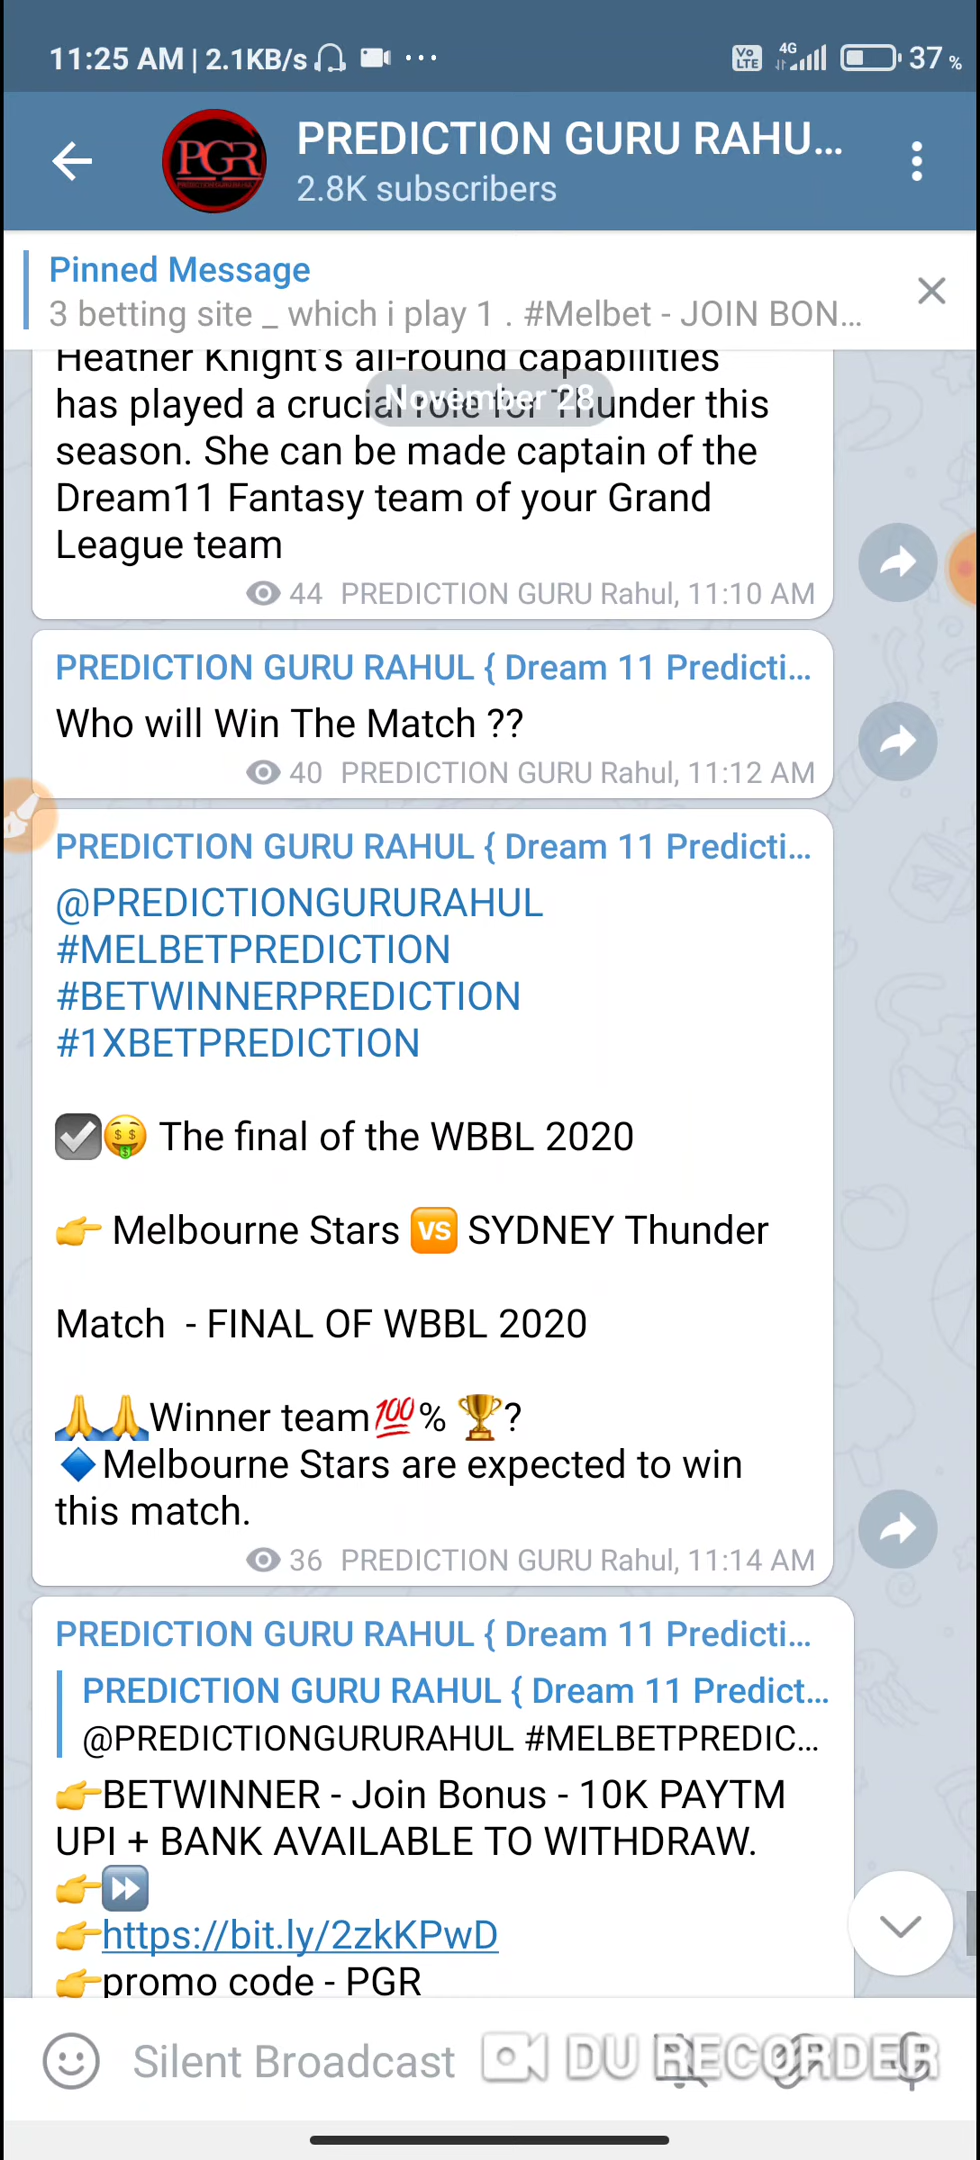 11:25 AM | 2.1KB/s ... Vo LTE 4G 37 %
PGR
PREDICTION GURU RAHU...
2.8K subscribers
Pinned Message
3 betting site _ which i play 1 . #Melbet - JOIN BON...
Heather Knight's all-round capabilities
November 28
has played a crucial role for Thunder this
season. She can be made captain of the
Dream11 Fantasy team of your Grand
League team
44 PREDICTION GURU Rahul, 11:10 AM
PREDICTION GURU RAHUL { Dream 11 Predicti...
Who will Win The Match ??
40 PREDICTION GURU Rahul, 11:12 AM
PREDICTION GURU RAHUL { Dream 11 Predicti...
@PREDICTIONGURURAHUL
#MELBETPREDICTION
#BETWINNERPREDICTION
#1XBETPREDICTION
☑️🤑 The final of the WBBL 2020
👉 Melbourne Stars 🆚 SYDNEY Thunder
Match - FINAL OF WBBL 2020
🙏🙏Winner team💯% 🏆?
🔷Melbourne Stars are expected to win
this match.
36 PREDICTION GURU Rahul, 11:14 AM
PREDICTION GURU RAHUL { Dream 11 Predicti...
PREDICTION GURU RAHUL { Dream 11 Predict...
@PREDICTIONGURURAHUL #MELBETPREDIC...
👉BETWINNER - Join Bonus - 10K PAYTM
UPI + BANK AVAILABLE TO WITHDRAW.
👉⏩
👉https://bit.ly/2zkKPwD
👉promo code - PGR
Silent Broadcast
DU RECORDER